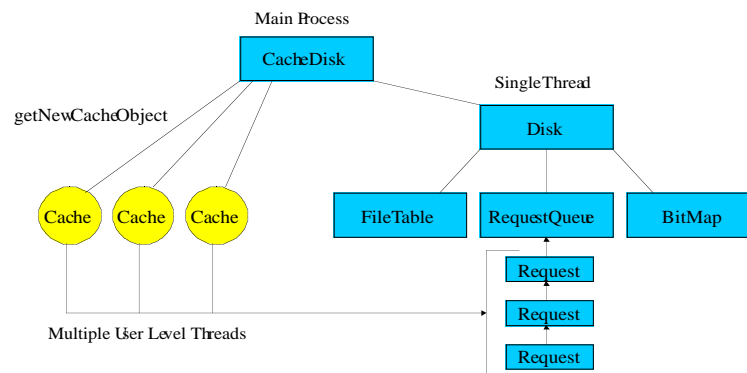 Main Process
CacheDisk
SingleThread
getNewCacheObject
Disk
Cache Cache Cache
FileTable RequestQueue BitMap
Request
Request
Multiple User Level Threads
Request